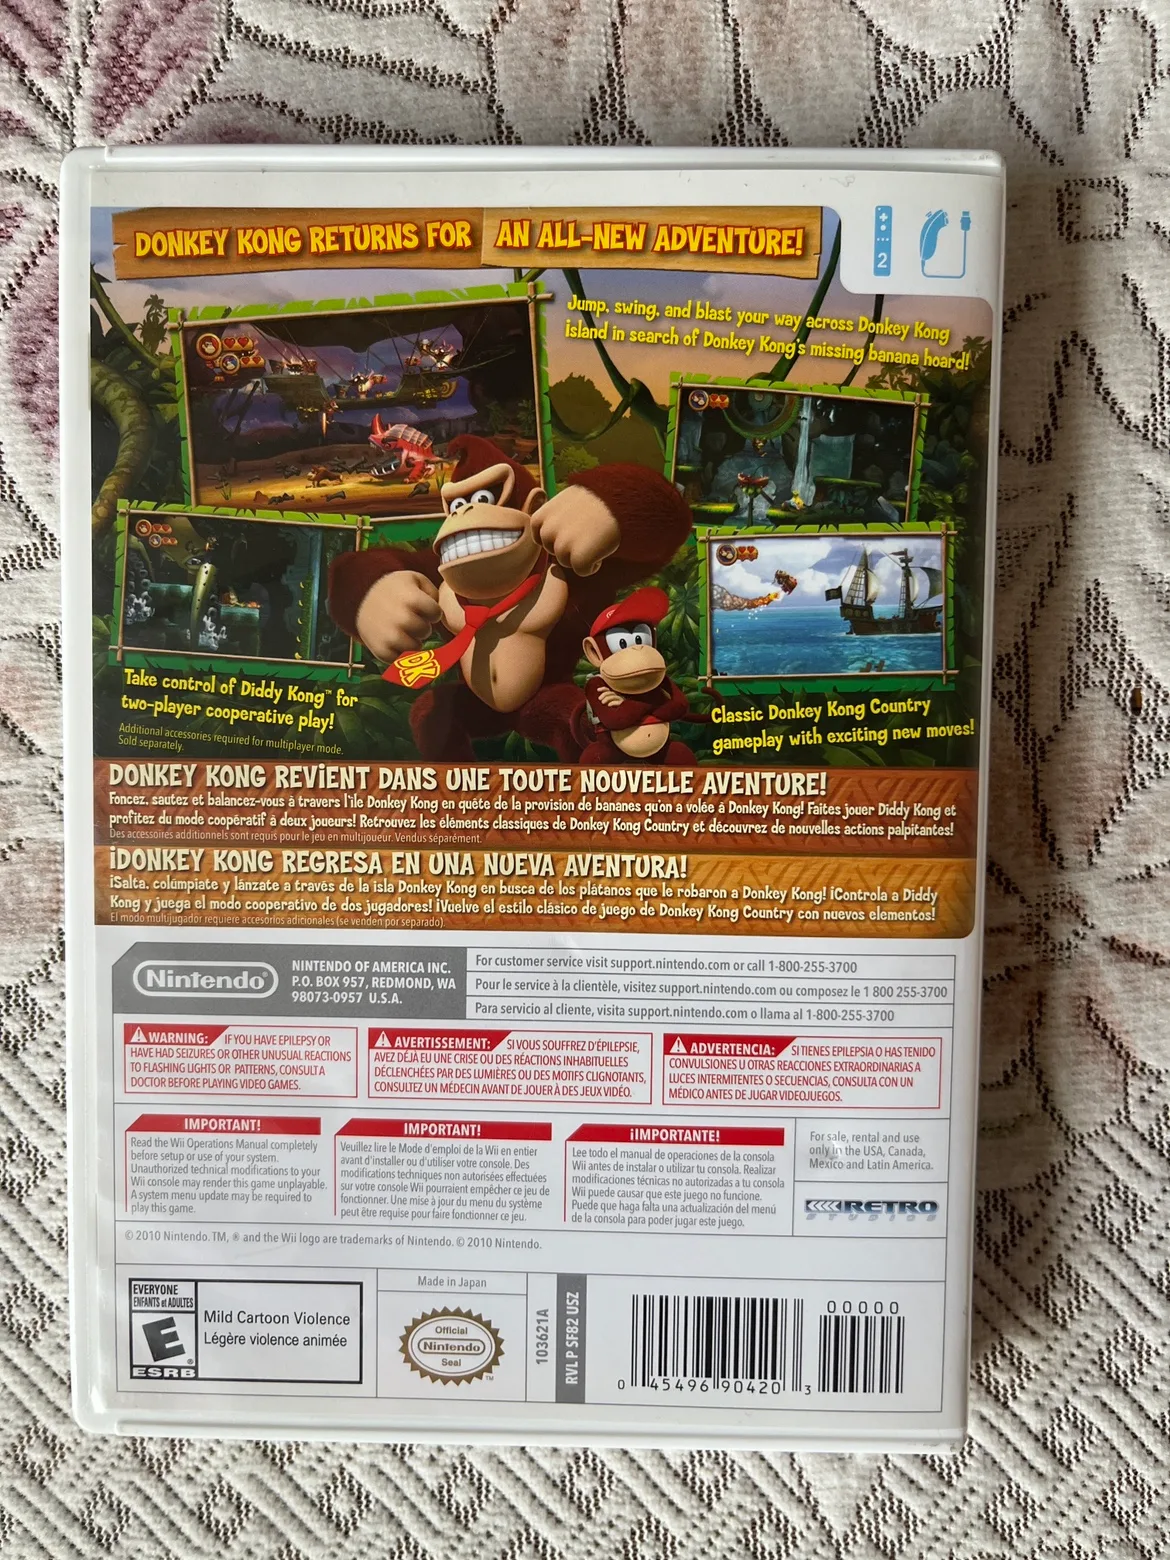 DONKEY KONG RETURNS FOR AN ALL-NEW ADVENTURE!
2
Jump, swing, and blast your way across Donkey Kong
island in search of Donkey Kong's missing banana hoard!
DK
Take control of Diddy Kong™ for
two-player cooperative play!
Additional accessories required for multiplayer mode.
Sold separately.
Classic Donkey Kong Country
gameplay with exciting new moves!
DONKEY KONG REVIENT DANS UNE TOUTE NOUVELLE AVENTURE!
Foncez, sautez et balancez-vous à travers l'île Donkey Kong en quête de la provision de bananes qu'on a volée à Donkey Kong! Faites jouer Diddy Kong et
profitez du mode coopératif à deux joueurs! Retrouvez les éléments classiques de Donkey Kong Country et découvrez de nouvelles actions palpitantes!
Des accessoires additionnels sont requis pour le jeu en multijoueur. Vendus séparément.
¡DONKEY KONG REGRESA EN UNA NUEVA AVENTURA!
¡Salta, colúmpiate y lánzate a través de la isla Donkey Kong en busca de los plátanos que le robaron a Donkey Kong! ¡Controla a Diddy
Kong y juega el modo cooperativo de dos jugadores! ¡Vuelve el estilo clásico de juego de Donkey Kong Country con nuevos elementos!
El modo multijugador requiere accesorios adicionales (se venden por separado).
Nintendo®
NINTENDO OF AMERICA INC.
P.O. BOX 957, REDMOND, WA
98073-0957 U.S.A.
For customer service visit support.nintendo.com or call 1-800-255-3700
Pour le service à la clientèle, visitez support.nintendo.com ou composez le 1 800 255-3700
Para servicio al cliente, visita support.nintendo.com o llama al 1-800-255-3700
WARNING: IF YOU HAVE EPILEPSY OR
HAVE HAD SEIZURES OR OTHER UNUSUAL REACTIONS
TO FLASHING LIGHTS OR PATTERNS, CONSULT A
DOCTOR BEFORE PLAYING VIDEO GAMES.
AVERTISSEMENT: SI VOUS SOUFFREZ D'ÉPILEPSIE,
AVEZ DÉJÀ EU UNE CRISE OU DES RÉACTIONS INHABITUELLES
DÉCLENCHÉES PAR DES LUMIÈRES OU DES MOTIFS CLIGNOTANTS,
CONSULTEZ UN MÉDECIN AVANT DE JOUER À DES JEUX VIDÉO.
ADVERTENCIA: SI TIENES EPILEPSIA O HAS TENIDO
CONVULSIONES U OTRAS REACCIONES EXTRAORDINARIAS A
LUCES INTERMITENTES O SECUENCIAS, CONSULTA CON UN
MÉDICO ANTES DE JUGAR VIDEOJUEGOS.
IMPORTANT!
Read the Wii Operations Manual completely
before setup or use of your system.
Unauthorized technical modifications to your
Wii console may render this game unplayable.
A system menu update may be required to
play this game.
IMPORTANT!
Veuillez lire le Mode d'emploi de la Wii en entier
avant d'installer ou d'utiliser votre console. Des
modifications techniques non autorisées effectuées
sur votre console Wii pourraient empêcher ce jeu de
fonctionner. Une mise à jour du menu du système
peut être requise pour faire fonctionner ce jeu.
¡IMPORTANTE!
Lee todo el manual de operaciones de la consola
Wii antes de instalar o utilizar tu consola. Realizar
modificaciones técnicas no autorizadas a tu consola
Wii puede causar que este juego no funcione.
Puede que haga falta una actualización del menú
de la consola para poder jugar este juego.
For sale, rental and use
only in the USA, Canada,
Mexico and Latin America.
RETRO
STUDIOS
© 2010 Nintendo. TM, ® and the Wii logo are trademarks of Nintendo. © 2010 Nintendo.
EVERYONE
ENFANTS et ADULTES
E
ESRB
Mild Cartoon Violence
Légère violence animée
Made in Japan
Official
Nintendo
Seal
™
103621A
RVL P SF82 USZ
0 45496 90420 3
00000